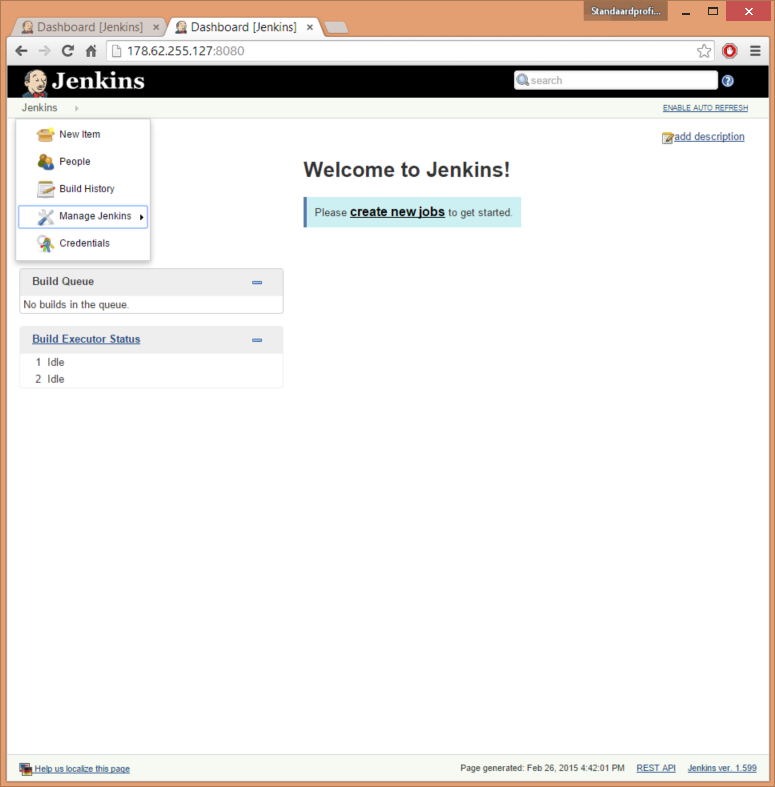 Standaardprofi...
Dashboard [Jenkins]
Dashboard [Jenkins]
178.62.255.127:8080
Jenkins
search
Jenkins
ENABLE AUTO REFRESH
New Item
People
Build History
Manage Jenkins
Credentials
add description
Welcome to Jenkins!
Please create new jobs to get started.
Build Queue
No builds in the queue.
Build Executor Status
1 Idle
2 Idle
Help us localize this page
Page generated: Feb 26, 2015 4:42:01 PM REST API Jenkins ver. 1.599